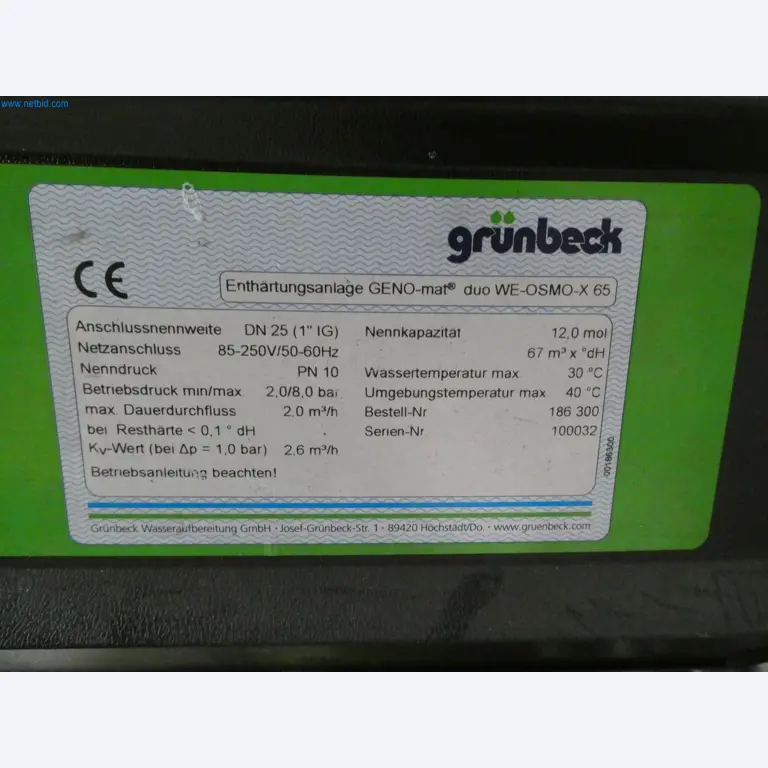 www.netbid.com
grünbeck
CE
Enthärtungsanlage GENO-mat® duo WE-OSMO-X 65
Anschlussnennweite DN 25 (1" IG)
Netzanschluss 85-250V/50-60Hz
Nenndruck PN 10
Betriebsdruck min/max. 2,0/8,0 bar
max. Dauerdurchfluss 2,0 m³/h
bei Resthärte < 0,1 ° dH
Kv-Wert (bei Δp = 1,0 bar) 2,6 m³/h
Betriebsanleitung beachten!
Nennkapazität 12,0 mol
67 m³ x °dH
Wassertemperatur max. 30 °C
Umgebungstemperatur max. 40 °C
Bestell-Nr 186 300
Serien-Nr 100032
00186300
Grünbeck Wasseraufbereitung GmbH · Josef-Grünbeck-Str. 1 · 89420 Höchstädt/Do. · www.gruenbeck.com